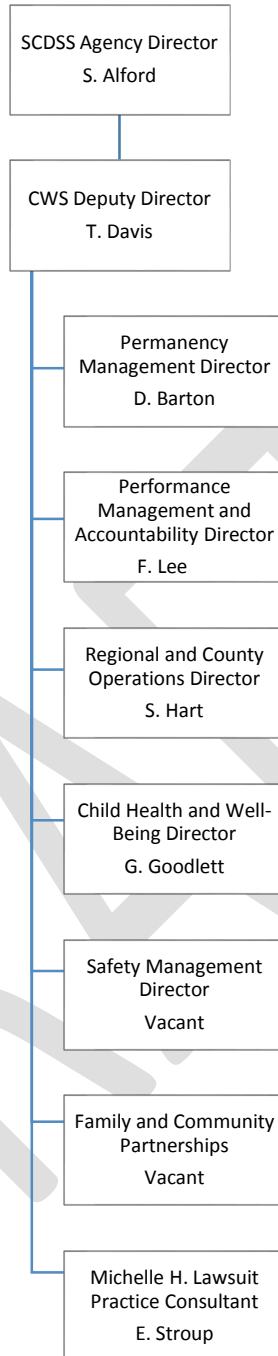 SCDSS Agency Director
S. Alford
CWS Deputy Director
T. Davis
Permanency
Management Director
D. Barton
Performance
Management and
Accountability Director
F. Lee
Regional and County
Operations Director
S. Hart
Child Health and Well-
Being Director
G. Goodlett
Safety Management
Director
Vacant
Family and Community
Partnerships
Vacant
Michelle H. Lawsuit
Practice Consultant
E. Stroup